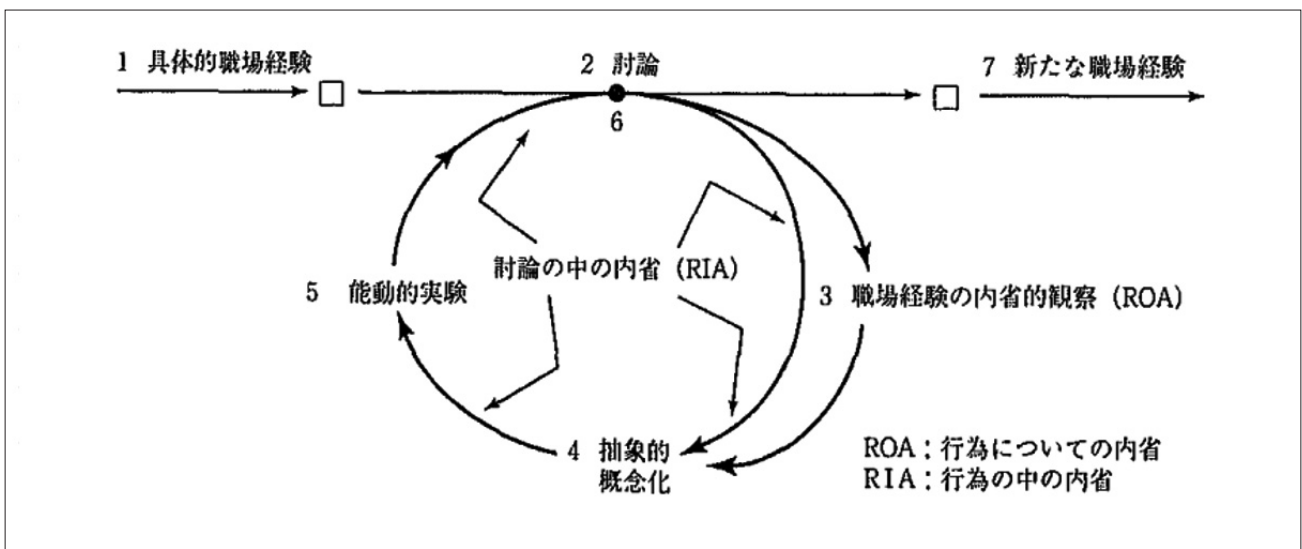 1 具体的職場経験
2 討論
7 新たな職場経験
6
討論の中の内省 (RIA)
5 能動的実験
3 職場経験の内省的観察 (ROA)
4 抽象的
概念化
ROA：行為についての内省
RIA：行為の中の内省